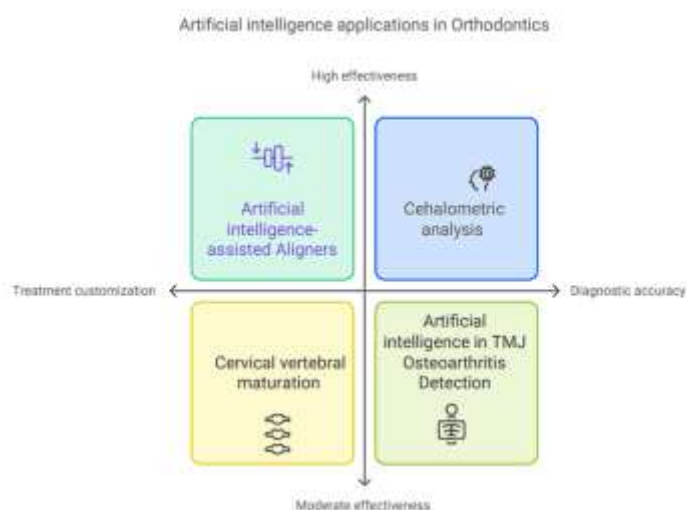 Artificial intelligence applications in Orthodontics
High effectiveness
Artificial
intelligence-
assisted Aligners
Cehalometric
analysis
Treatment customization
Diagnostic accuracy
Cervical vertebral
maturation
Artificial
intelligence in TMJ
Osteoarthritis
Detection
Moderate effectiveness